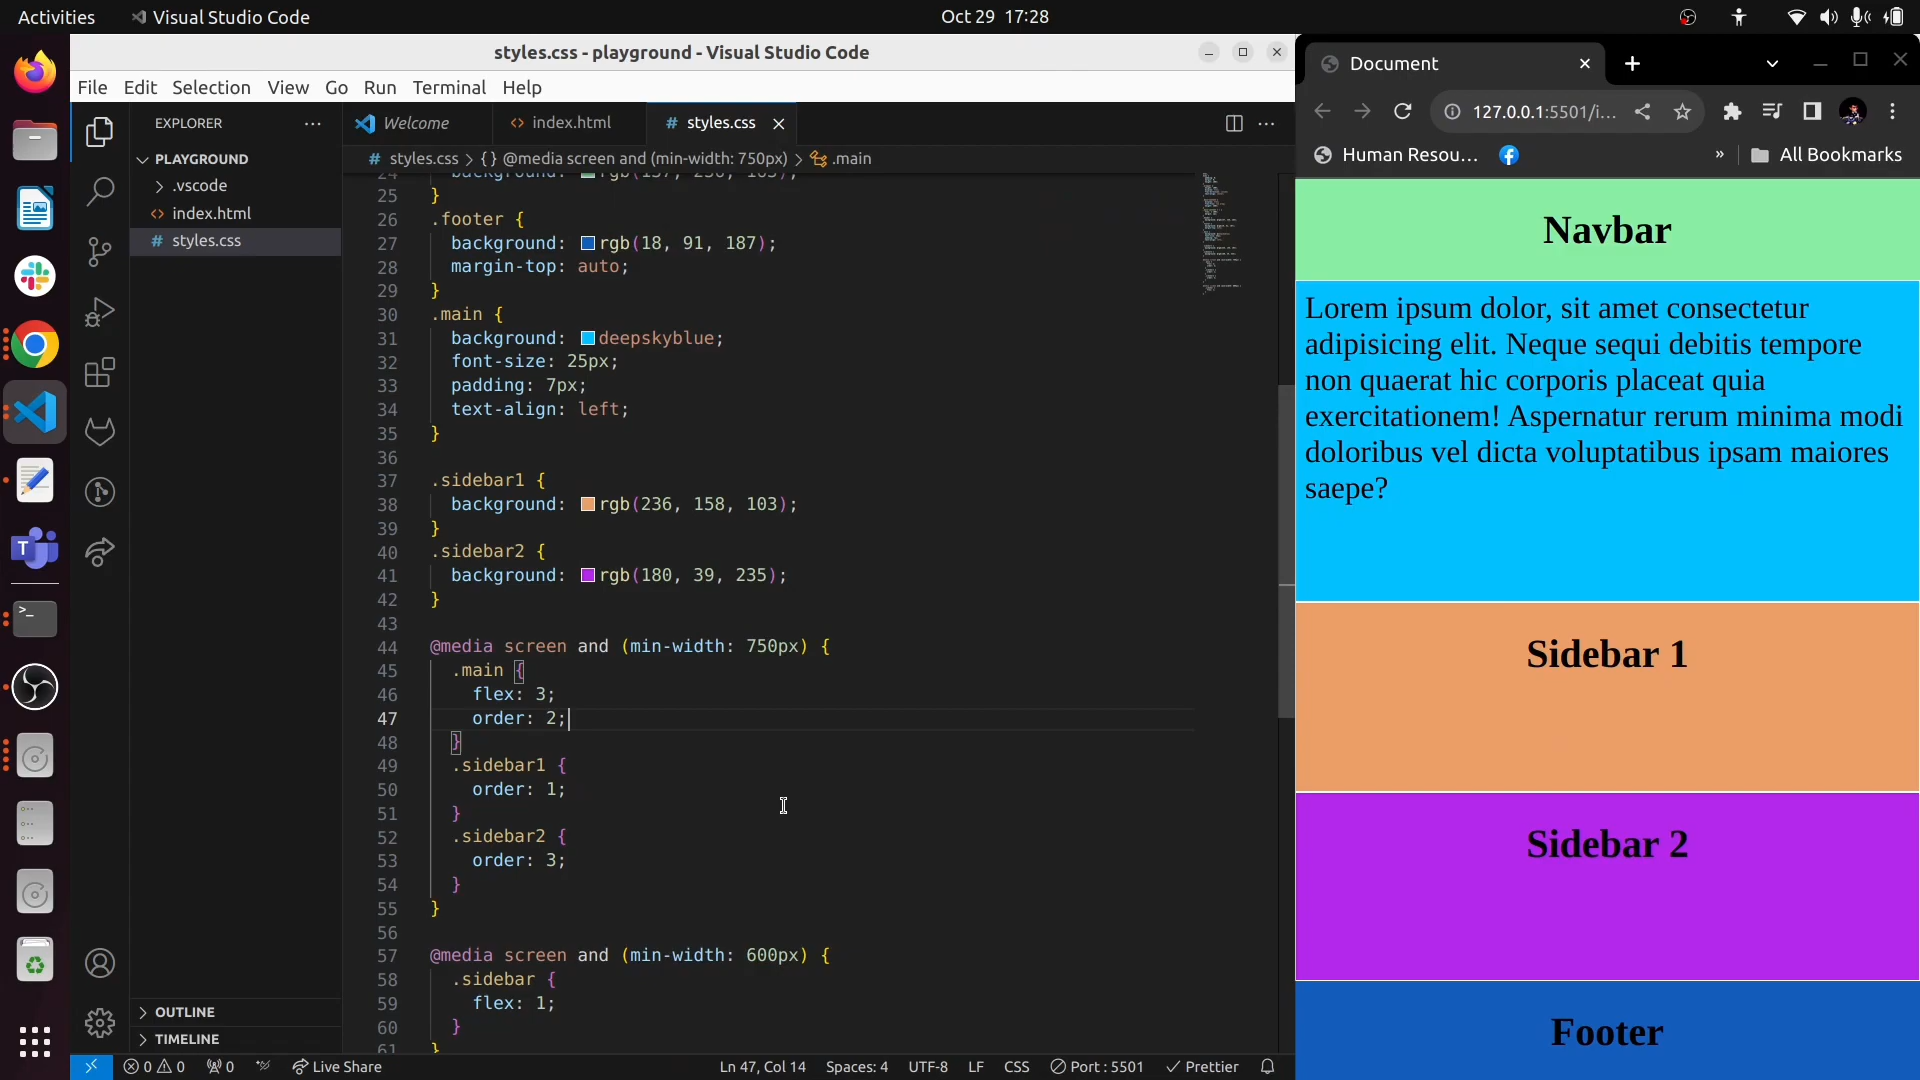 Activities
Visual Studio Code
Oct 29 17:28
styles.css - playground - Visual Studio Code
File Edit Selection View Go Run Terminal Help
EXPLORER
Welcome
index.html
styles.css
PLAYGROUND
.vscode
index.html
styles.css
styles.css > {} @media screen and (min-width: 750px) > .main
25 }
26 .footer {
27 background: rgb(18, 91, 187);
28 margin-top: auto;
29 }
30 .main {
31 background: deepskyblue;
32 font-size: 25px;
33 padding: 7px;
34 text-align: left;
35 }
36
37 .sidebar1 {
38 background: rgb(236, 158, 103);
39 }
40 .sidebar2 {
41 background: rgb(180, 39, 235);
42 }
43
44 @media screen and (min-width: 750px) {
45 .main {
46 flex: 3;
47 order: 2;
48 }
49 .sidebar1 {
50 order: 1;
51 }
52 .sidebar2 {
53 order: 3;
54 }
55 }
56
57 @media screen and (min-width: 600px) {
58 .sidebar {
59 flex: 1;
60 }
61 }
OUTLINE
TIMELINE
0 0 0 Live Share
Ln 47, Col 14 Spaces: 4 UTF-8 LF CSS Port : 5501 Prettier
Document
127.0.0.1:5501/i...
Human Resou...
» All Bookmarks
Navbar
Lorem ipsum dolor, sit amet consectetur
adipisicing elit. Neque sequi debitis tempore
non quaerat hic corporis placeat quia
exercitationem! Aspernatur rerum minima modi
doloribus vel dicta voluptatibus ipsam maiores
saepe?
Sidebar 1
Sidebar 2
Footer